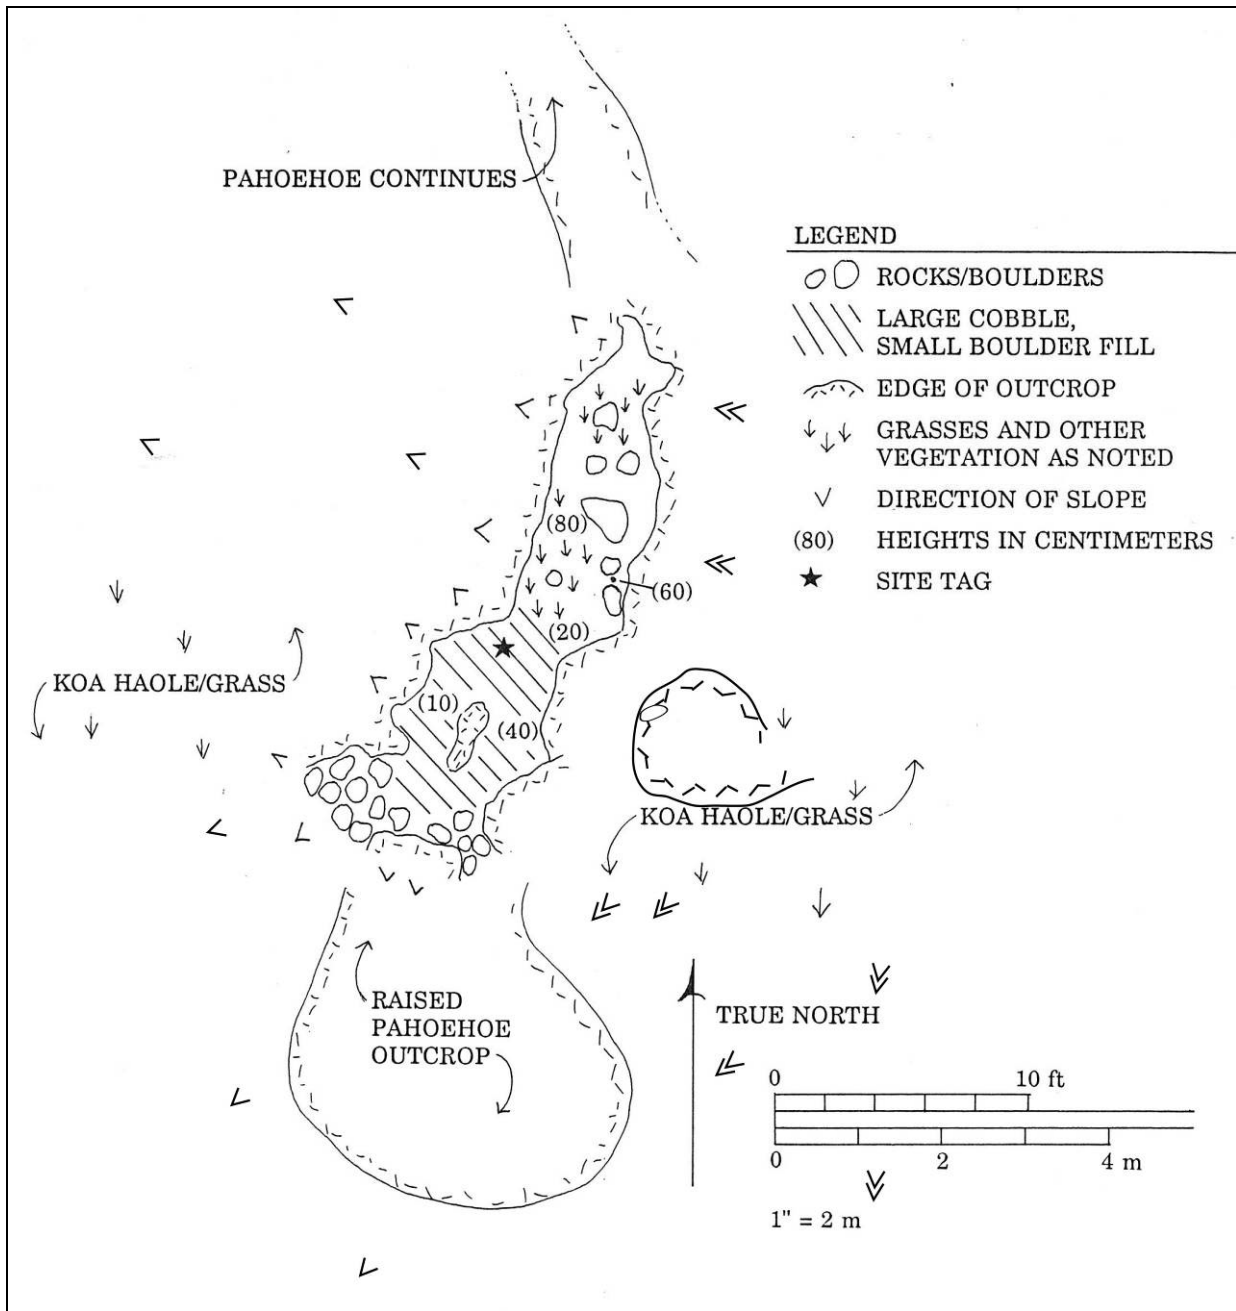 PAHOEHOE CONTINUES
LEGEND
ROCKS/BOULDERS
LARGE COBBLE,
SMALL BOULDER FILL
EDGE OF OUTCROP
GRASSES AND OTHER
VEGETATION AS NOTED
DIRECTION OF SLOPE
(80) HEIGHTS IN CENTIMETERS
SITE TAG
(80)
(60)
(20)
KOA HAOLE/GRASS
(10)
(40)
KOA HAOLE/GRASS
RAISED
PAHOEHOE
OUTCROP
TRUE NORTH
0 10 ft
0 2 4 m
1" = 2 m